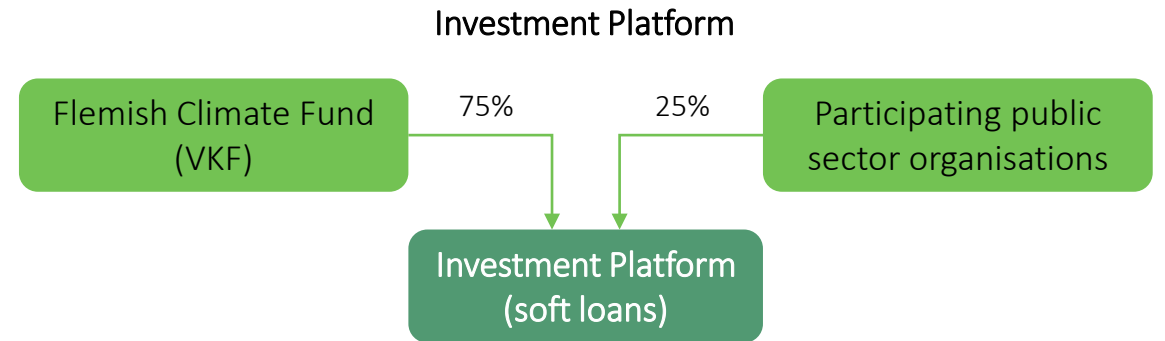 Investment Platform
Flemish Climate Fund
(VKF)
75%
25%
Participating public
sector organisations
Investment Platform
(soft loans)